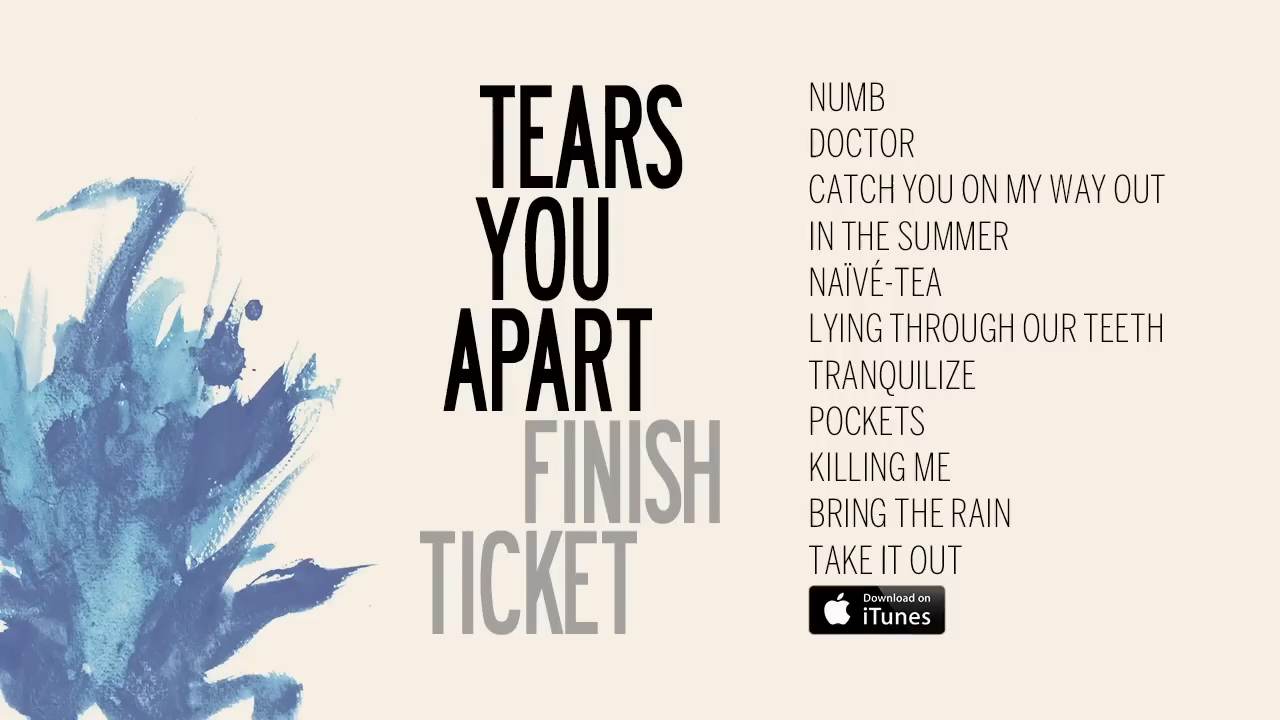 TEARS
YOU
APART
FINISH
TICKET
NUMB
DOCTOR
CATCH YOU ON MY WAY OUT
IN THE SUMMER
NAÏVÉ-TEA
LYING THROUGH OUR TEETH
TRANQUILIZE
POCKETS
KILLING ME
BRING THE RAIN
TAKE IT OUT
Download on
iTunes